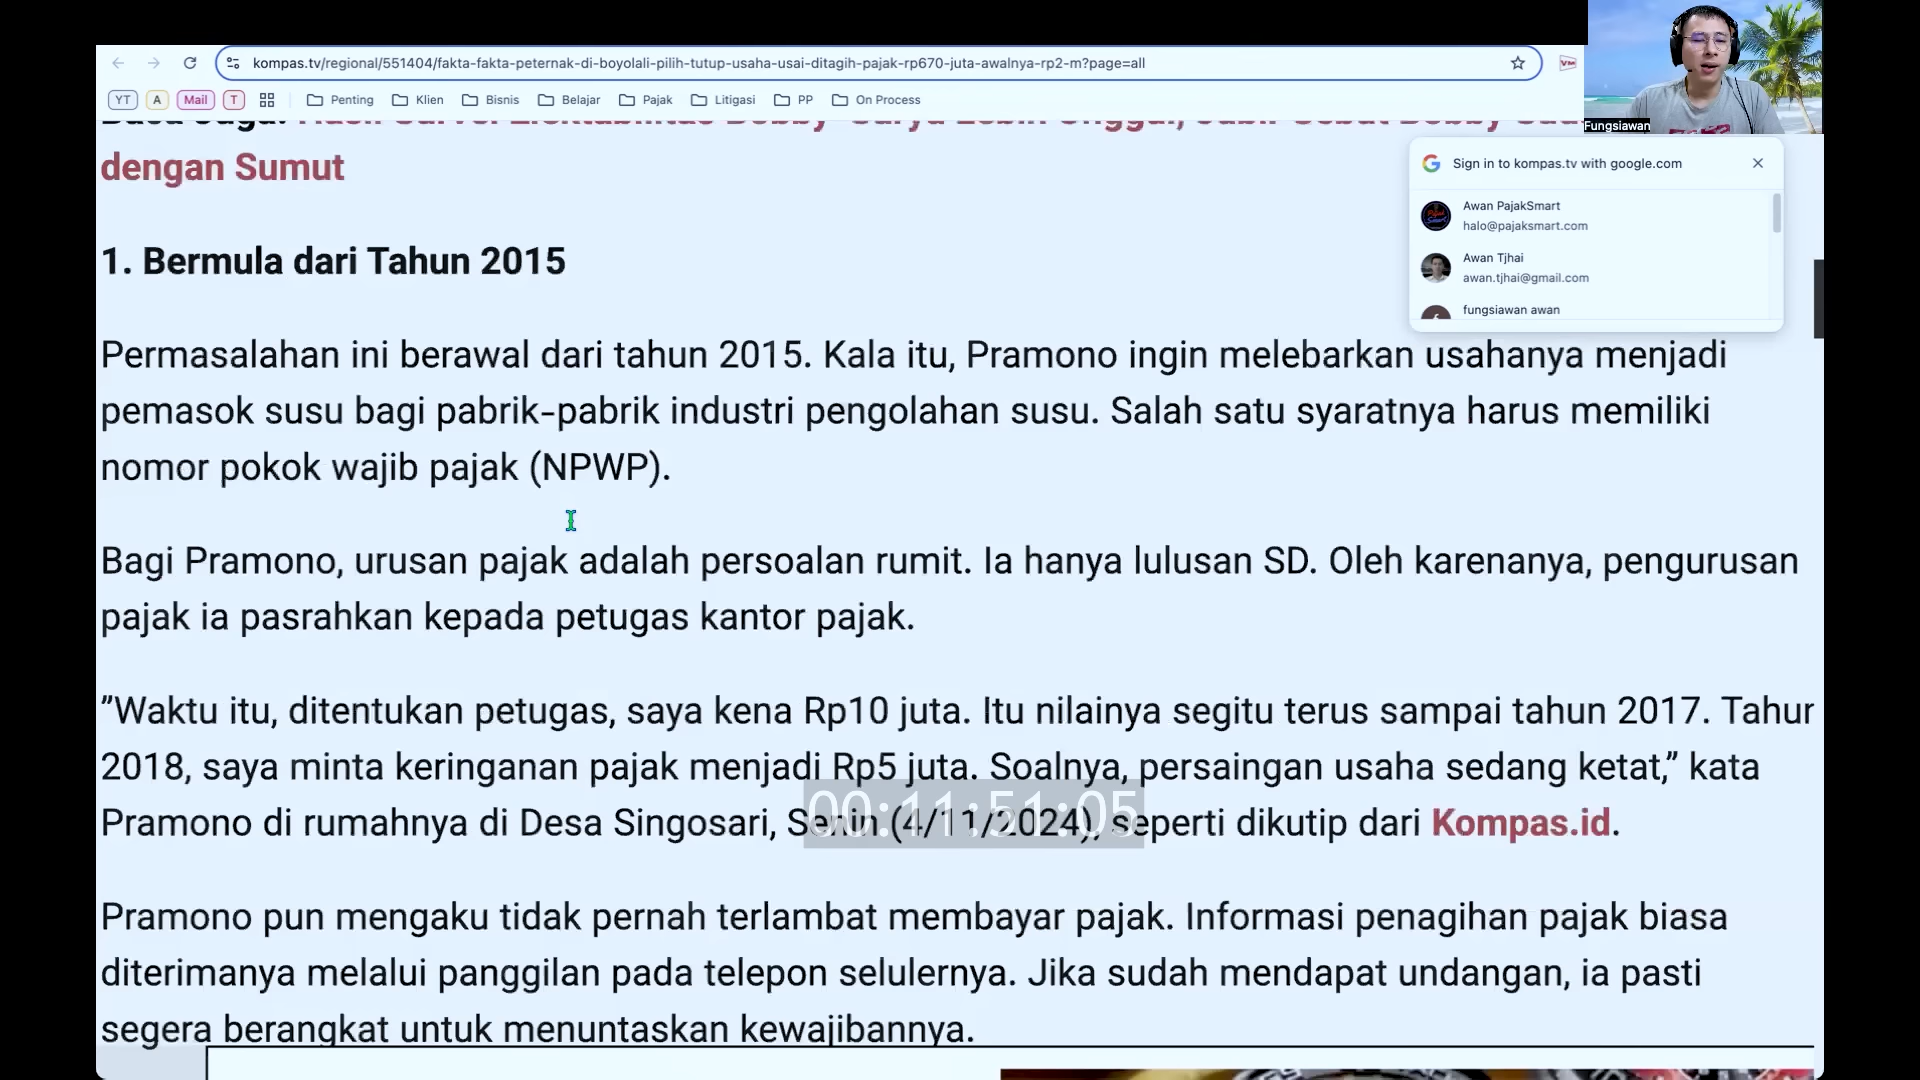 kompas.tv/regional/551404/fakta-fakta-peternak-di-boyolali-pilih-tutup-usaha-usai-ditagih-pajak-rp670-juta-awalnya-rp2-m?page=all
YT A Mail T Penting Klien Bisnis Belajar Pajak Litigasi PP On Process
Fungsiawan
dengan Sumut
Sign in to kompas.tv with google.com
Awan PajakSmart
halo@pajaksmart.com
Awan Tjhai
awan.tjhai@gmail.com
fungsiawan awan
1. Bermula dari Tahun 2015
Permasalahan ini berawal dari tahun 2015. Kala itu, Pramono ingin melebarkan usahanya menjadi
pemasok susu bagi pabrik-pabrik industri pengolahan susu. Salah satu syaratnya harus memiliki
nomor pokok wajib pajak (NPWP).
Bagi Pramono, urusan pajak adalah persoalan rumit. Ia hanya lulusan SD. Oleh karenanya, pengurusan
pajak ia pasrahkan kepada petugas kantor pajak.
”Waktu itu, ditentukan petugas, saya kena Rp10 juta. Itu nilainya segitu terus sampai tahun 2017. Tahun
2018, saya minta keringanan pajak menjadi Rp5 juta. Soalnya, persaingan usaha sedang ketat,” kata
Pramono di rumahnya di Desa Singosari, Senin (4/11/2024), seperti dikutip dari Kompas.id.
00:11:51:05
Pramono pun mengaku tidak pernah terlambat membayar pajak. Informasi penagihan pajak biasa
diterimanya melalui panggilan pada telepon selulernya. Jika sudah mendapat undangan, ia pasti
segera berangkat untuk menuntaskan kewajibannya.